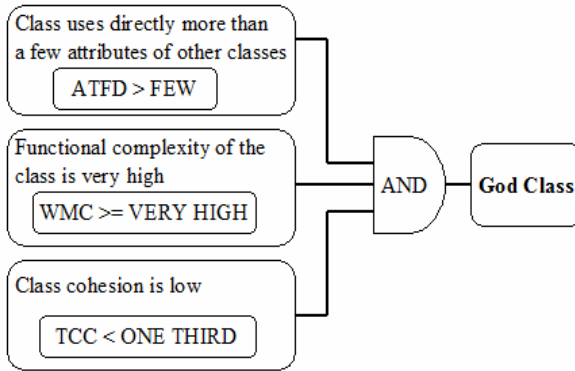 Class uses directly more than
a few attributes of other classes
ATFD > FEW
Functional complexity of the
class is very high
WMC >= VERY HIGH
Class cohesion is low
TCC < ONE THIRD
AND
God Class